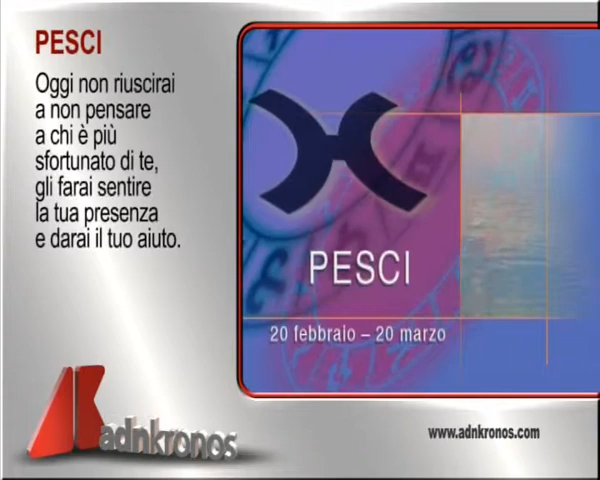 PESCI
Oggi non riuscirai
a non pensare
a chi è più
sfortunato di te,
gli farai sentire
la tua presenza
e darai il tuo aiuto.
PESCI
20 febbraio – 20 marzo
adnkronos
www.adnkronos.com